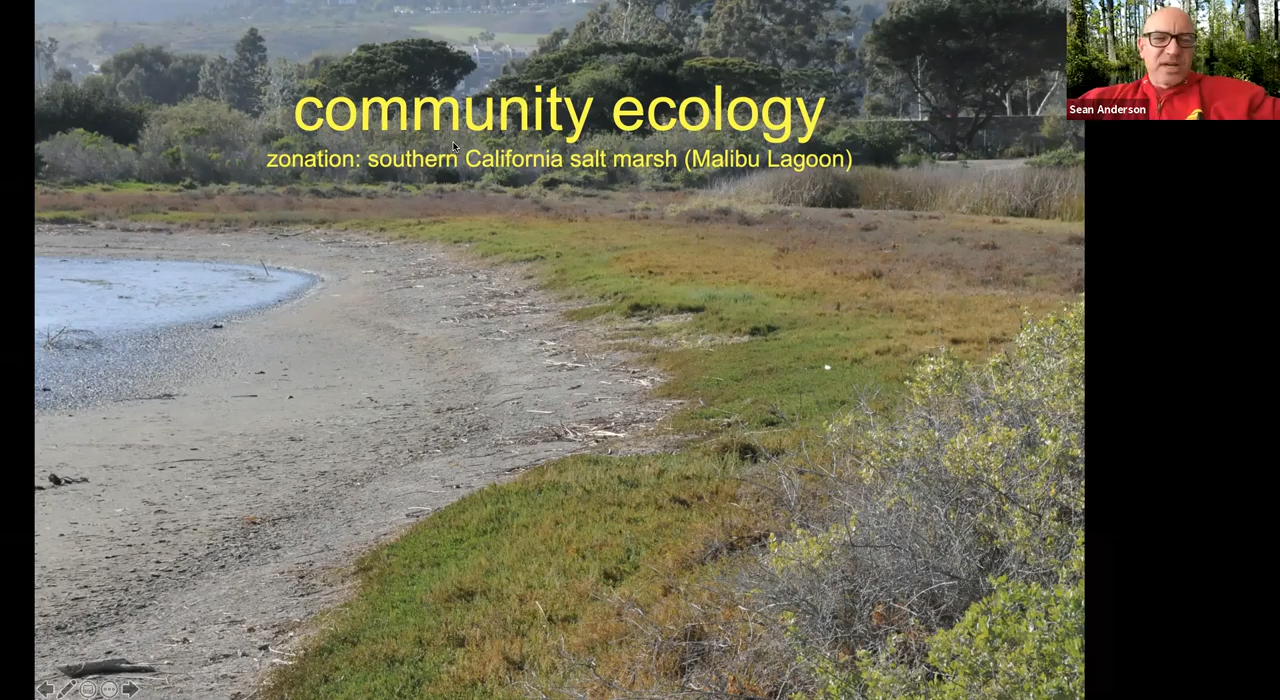 community ecology
zonation: southern California salt marsh (Malibu Lagoon)
Sean Anderson